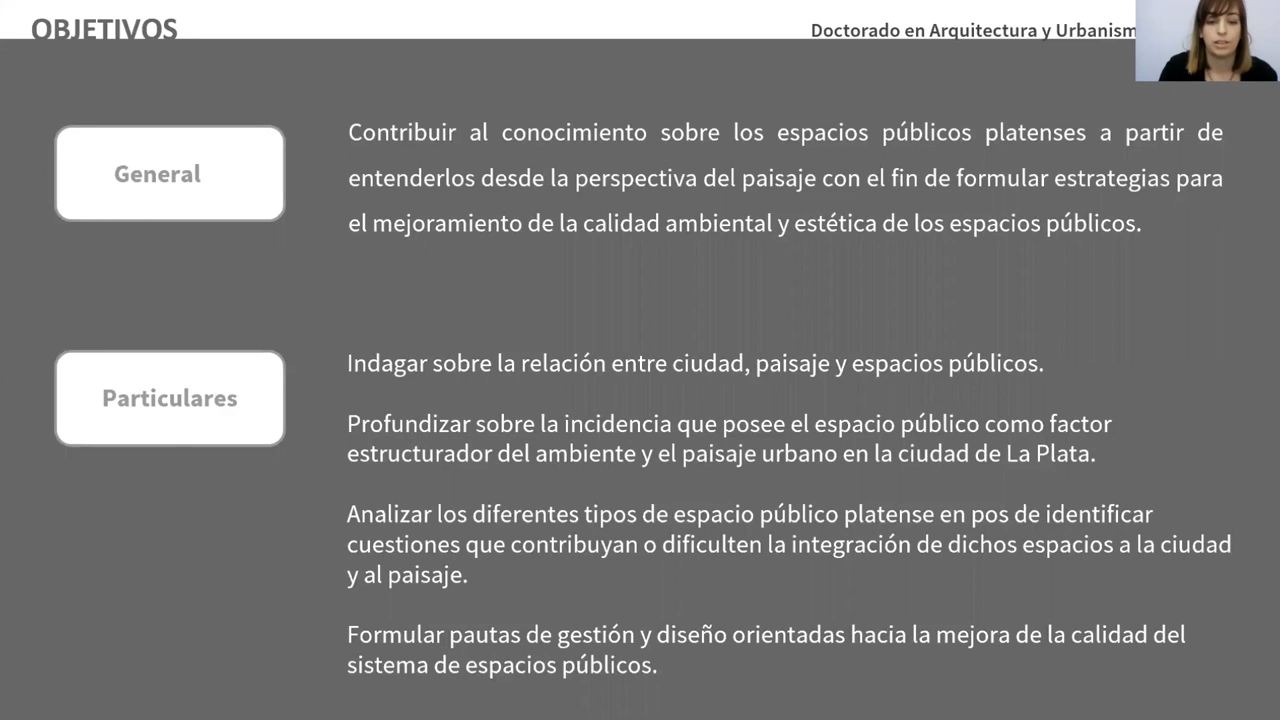 OBJETIVOS
Doctorado en Arquitectura y Urbanism
General
Contribuir al conocimiento sobre los espacios públicos platenses a partir de
entenderlos desde la perspectiva del paisaje con el fin de formular estrategias para
el mejoramiento de la calidad ambiental y estética de los espacios públicos.
Particulares
Indagar sobre la relación entre ciudad, paisaje y espacios públicos.
Profundizar sobre la incidencia que posee el espacio público como factor
estructurador del ambiente y el paisaje urbano en la ciudad de La Plata.
Analizar los diferentes tipos de espacio público platense en pos de identificar
cuestiones que contribuyan o dificulten la integración de dichos espacios a la ciudad
y al paisaje.
Formular pautas de gestión y diseño orientadas hacia la mejora de la calidad del
sistema de espacios públicos.